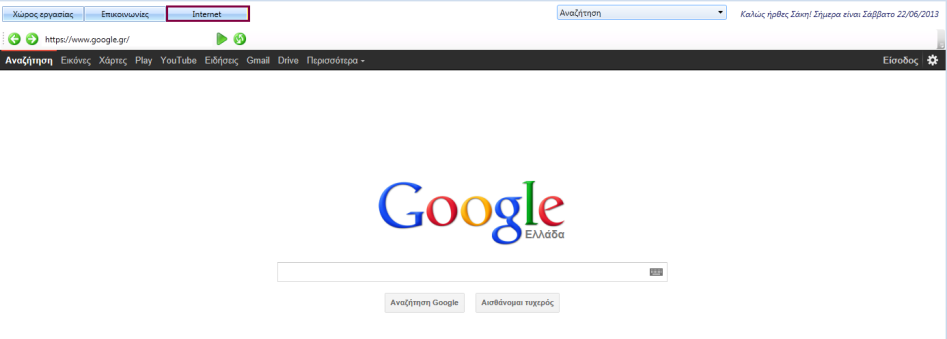 Χώρος εργασίας Επικοινωνίες Internet Αναζήτηση Καλώς ήρθες Σάκη! Σήμερα είναι Σάββατο 22/06/2013
https://www.google.gr/
Αναζήτηση Εικόνες Χάρτες Play YouTube Ειδήσεις Gmail Drive Περισσότερα Είσοδος
Google
Ελλάδα
Αναζήτηση Google Αισθάνομαι τυχερός